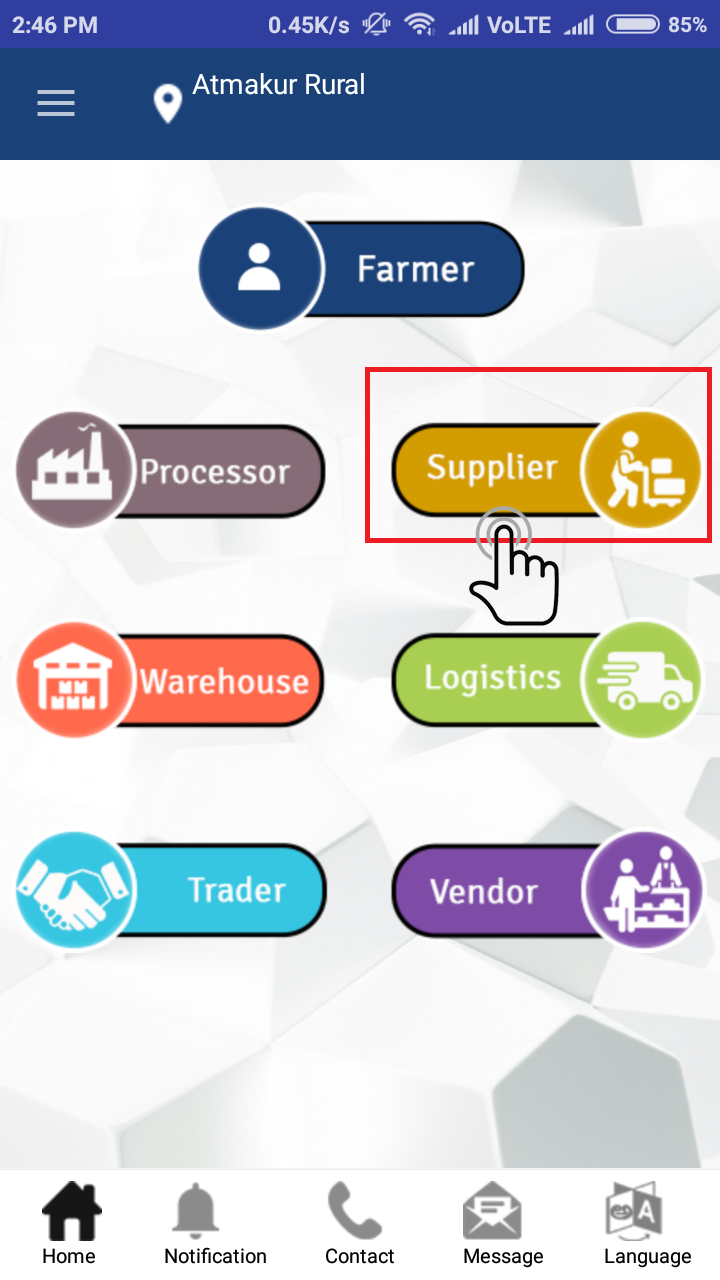 2:46 PM 0.45K/s VoLTE 85%
Atmakur Rural
Farmer
Processor
Supplier
Warehouse
Logistics
Trader
Vendor
Home
Notification
Contact
Message
Language